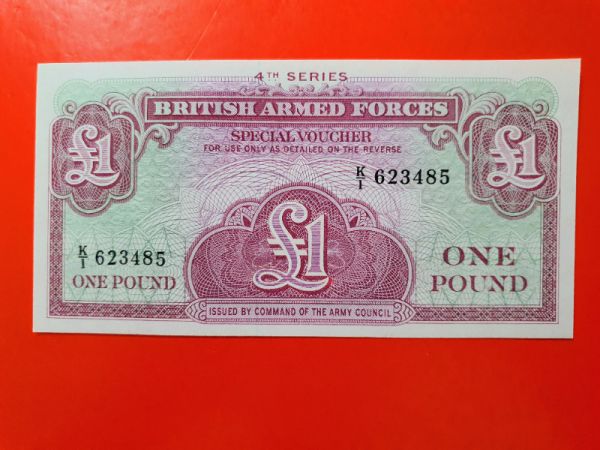 4TH SERIES
BRITISH ARMED FORCES
£1
SPECIAL VOUCHER
£1
FOR USE ONLY AS DETAILED ON THE REVERSE
K/1 623485
£1
K/1 623485
ONE POUND
ONE
POUND
ISSUED BY COMMAND OF THE ARMY COUNCIL